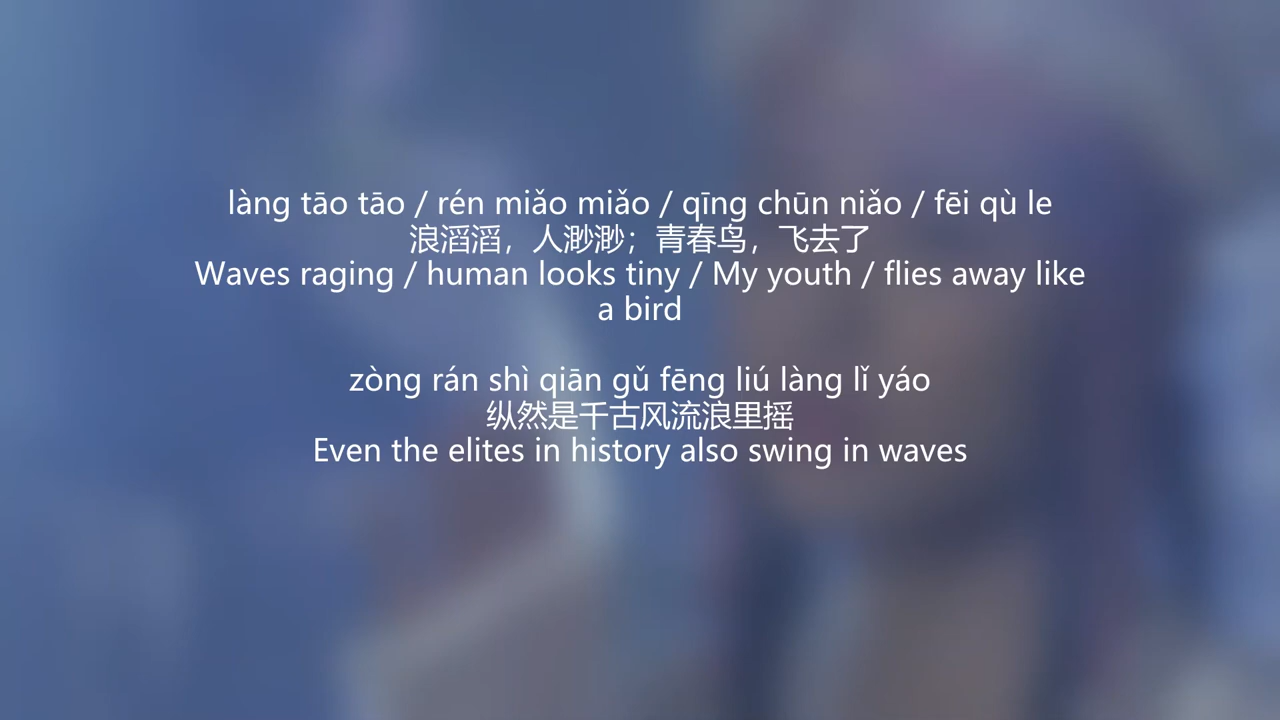 làng tāo tāo / rén miǎo miǎo / qīng chūn niǎo / fēi qù le
浪滔滔，人渺渺；青春鸟，飞去了
Waves raging / human looks tiny / My youth / flies away like
a bird
zòng rán shì qiān gǔ fēng liú làng lǐ yáo
纵然是千古风流浪里摇
Even the elites in history also swing in waves